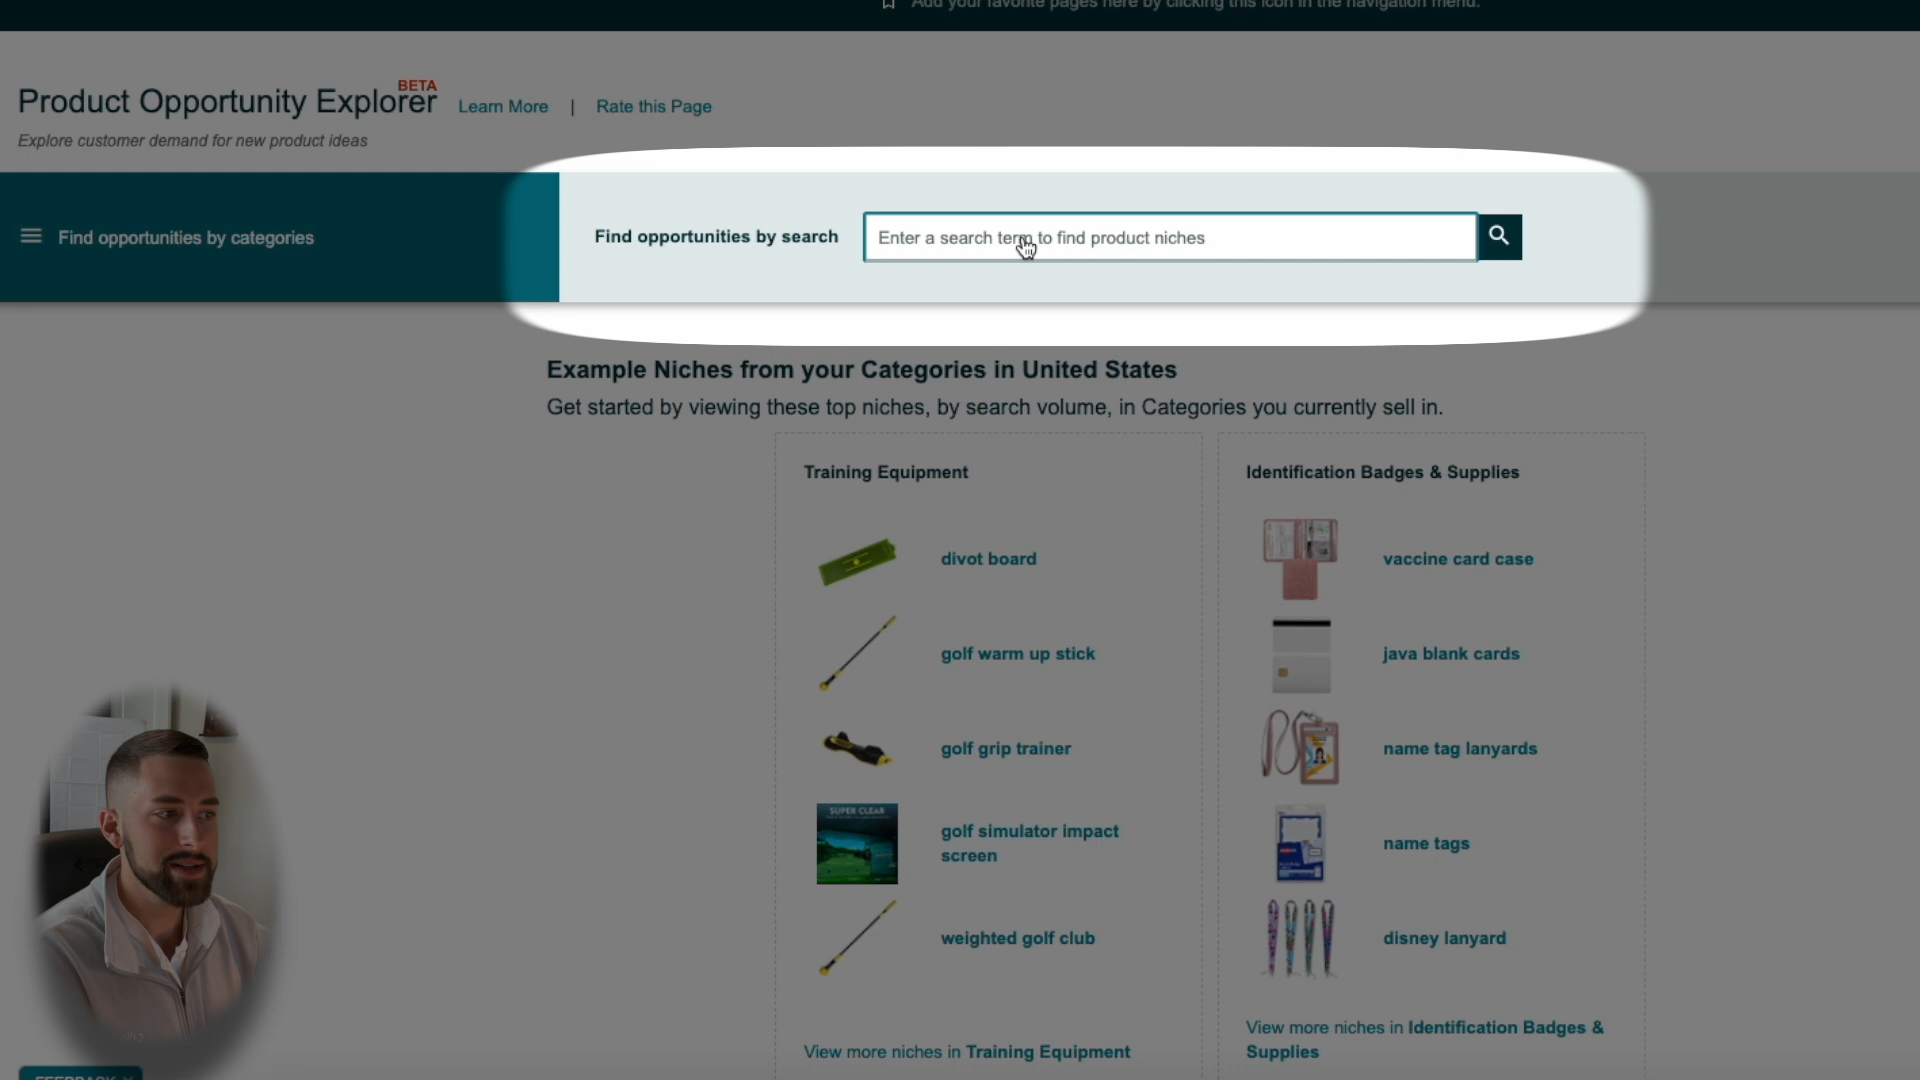 Add your favorite pages here by clicking this icon in the navigation menu.
Product Opportunity Explorer BETA
Learn More | Rate this Page
Explore customer demand for new product ideas
Find opportunities by categories
Find opportunities by search
Enter a search term to find product niches
Example Niches from your Categories in United States
Get started by viewing these top niches, by search volume, in Categories you currently sell in.
Training Equipment
divot board
golf warm up stick
golf grip trainer
SUPER CLEAR
golf simulator impact
screen
weighted golf club
View more niches in Training Equipment
Identification Badges & Supplies
vaccine card case
java blank cards
name tag lanyards
name tags
disney lanyard
View more niches in Identification Badges &
Supplies
FEEDBACK